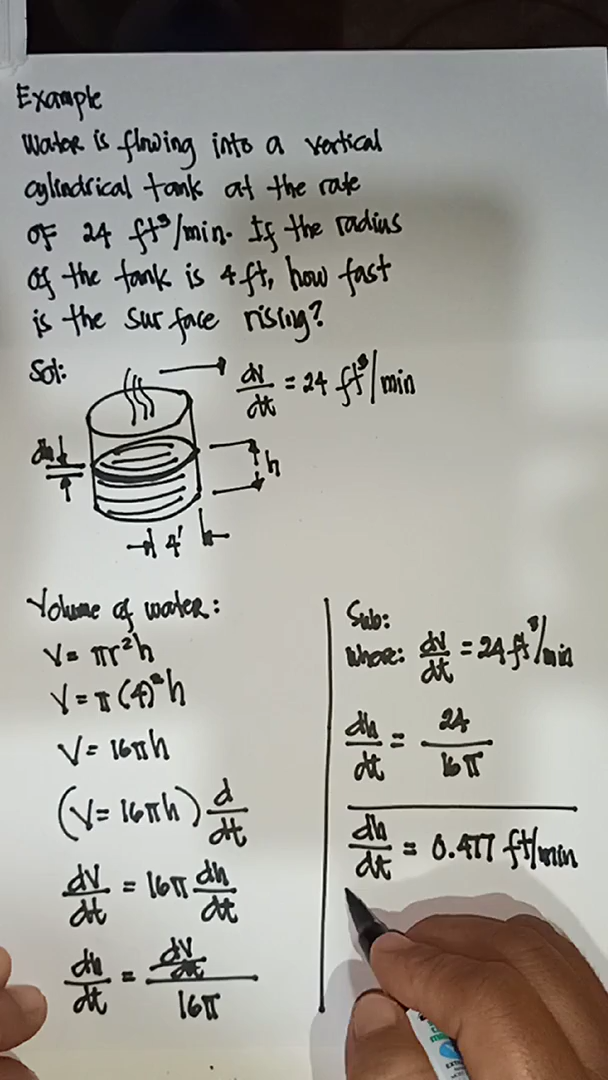 Example
Water is flowing into a vertical
cylindrical tank at the rate
of 24 ft³/min. If the radius
of the tank is 4ft, how fast
is the surface rising?
Sol:
dV/dt = 24 ft³/min
dh
h
4'
Volume of water:
V = πr²h
V = π(4)²h
V = 16πh
(V = 16πh) d/dt
dV/dt = 16π dh/dt
dh/dt = (dV/dt)/16π
Sub:
Where: dV/dt = 24 ft³/min
dh/dt = 24/16π
dh/dt = 0.477 ft/min